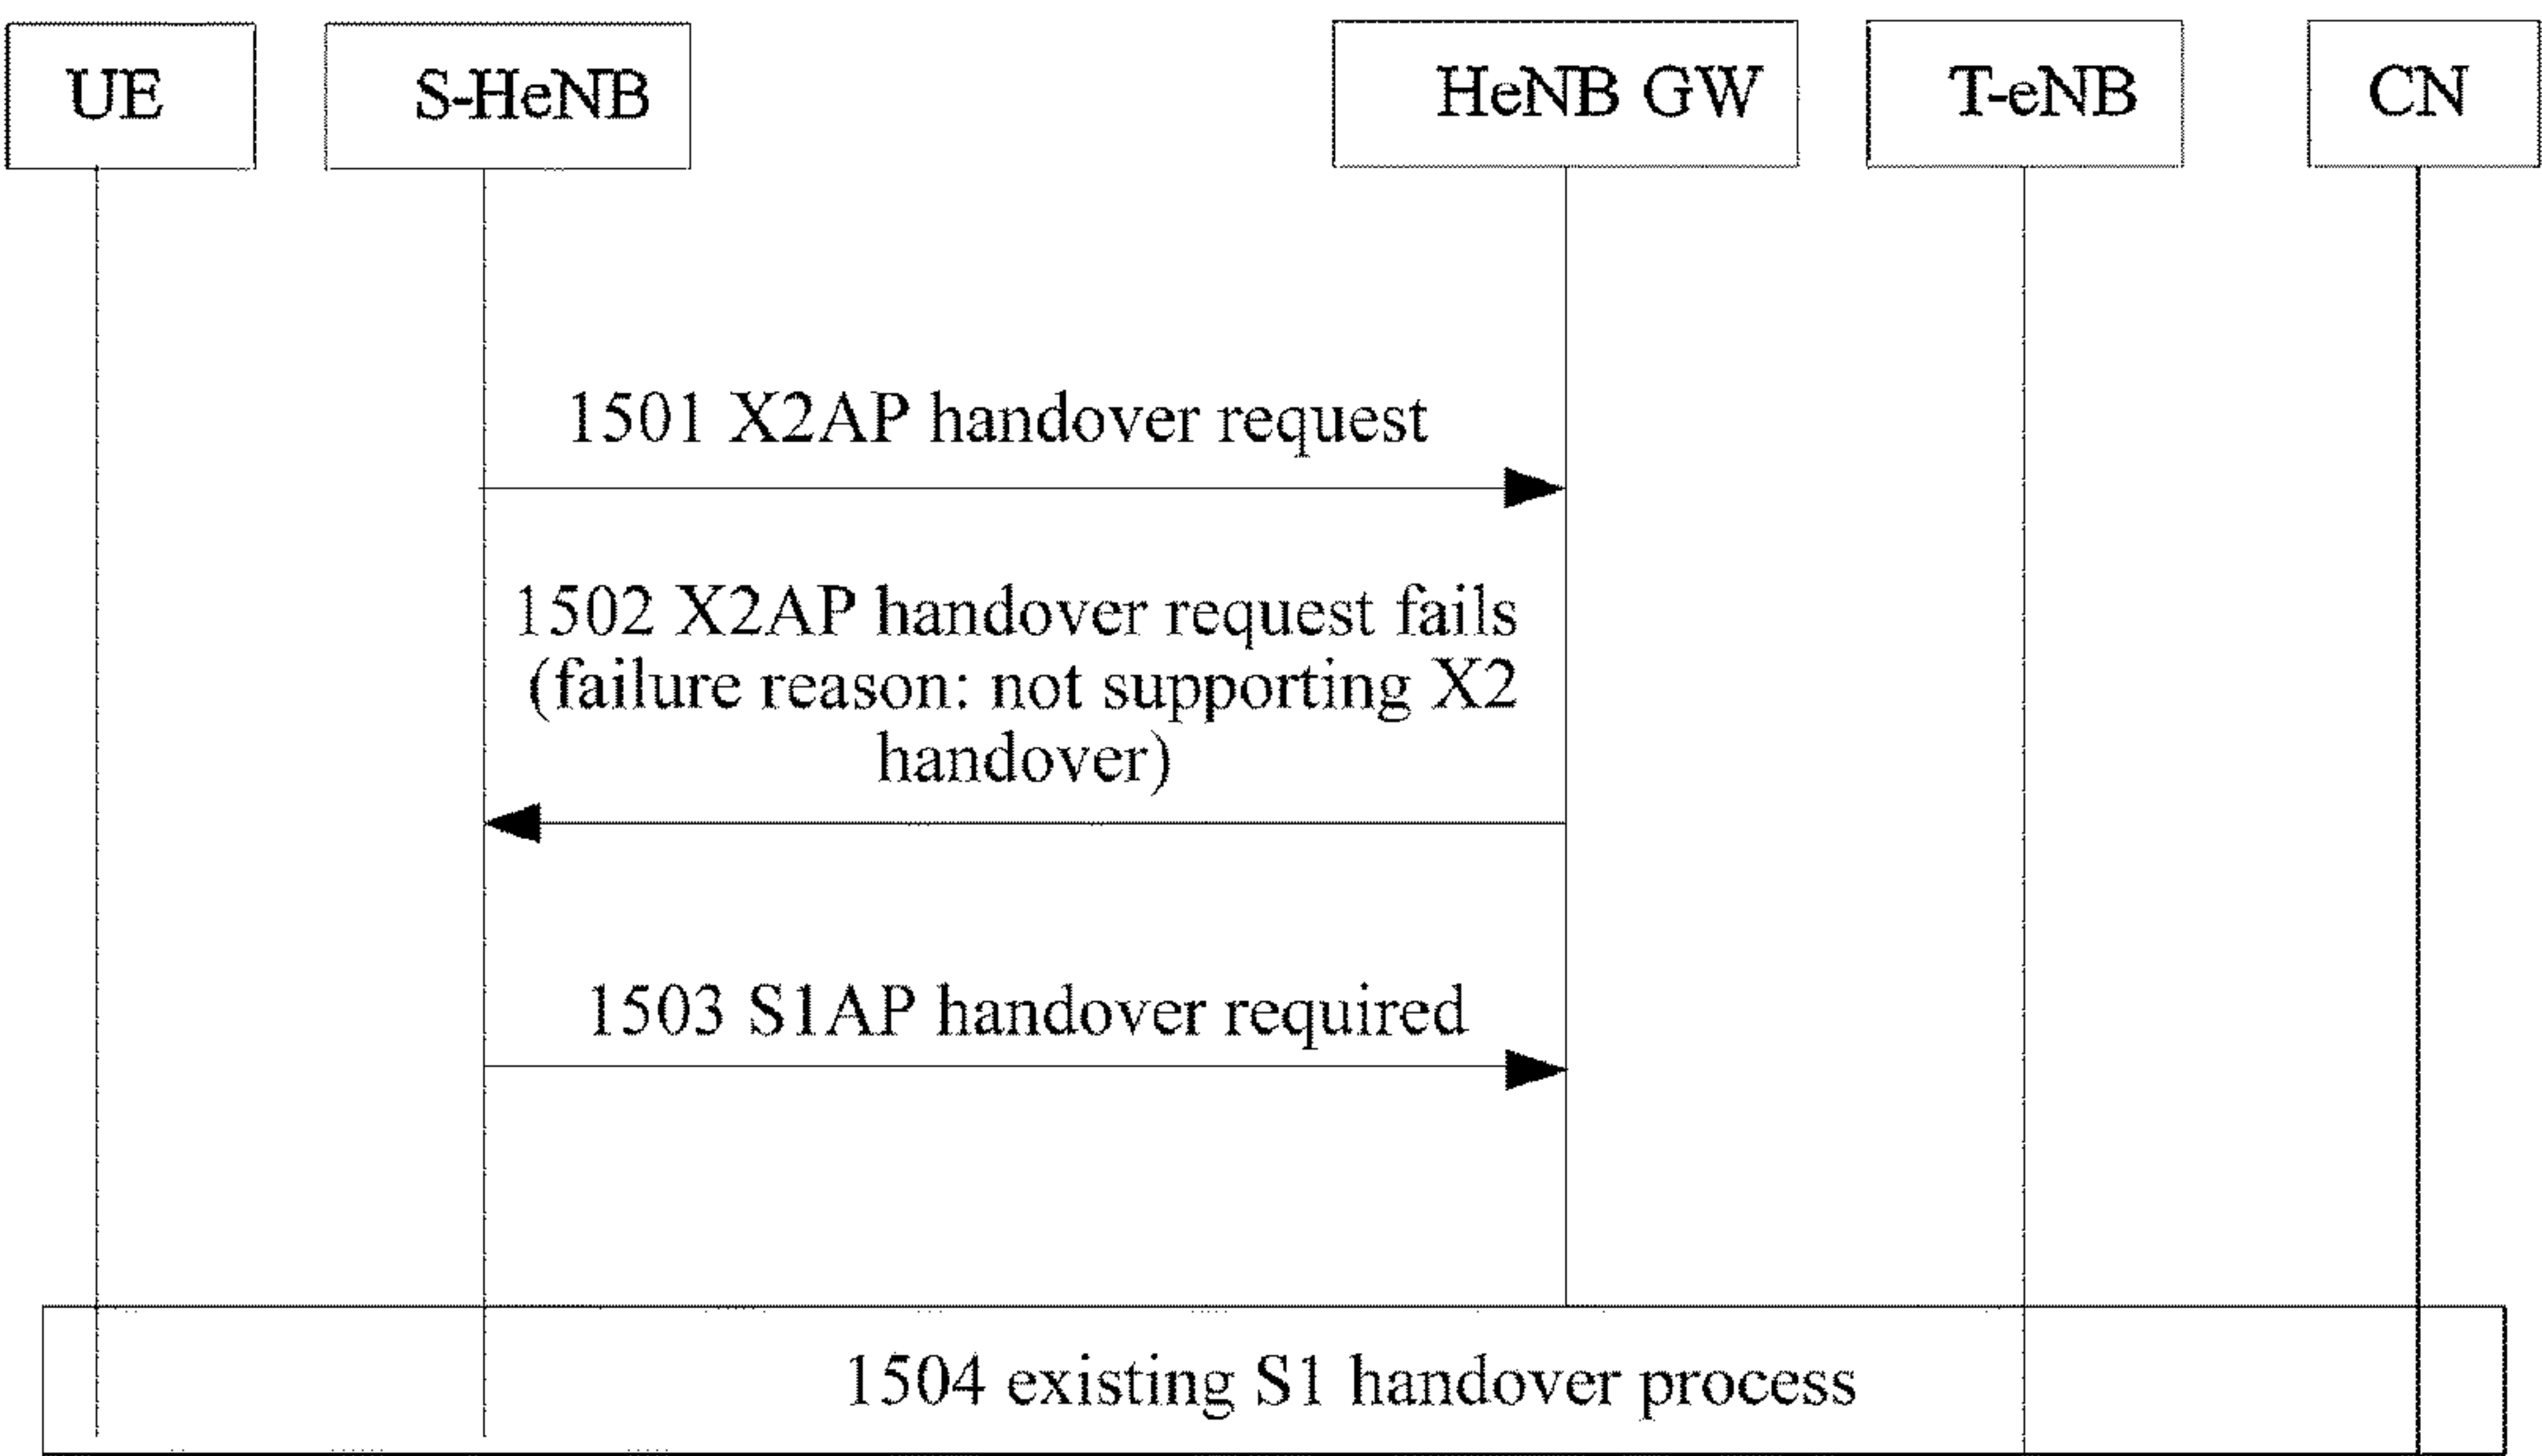 UE
S-HeNB
HeNB GW
T-eNB
CN
1501 X2AP handover request
1502 X2AP handover request fails
(failure reason: not supporting X2
handover)
1503 S1AP handover required
1504 existing S1 handover process